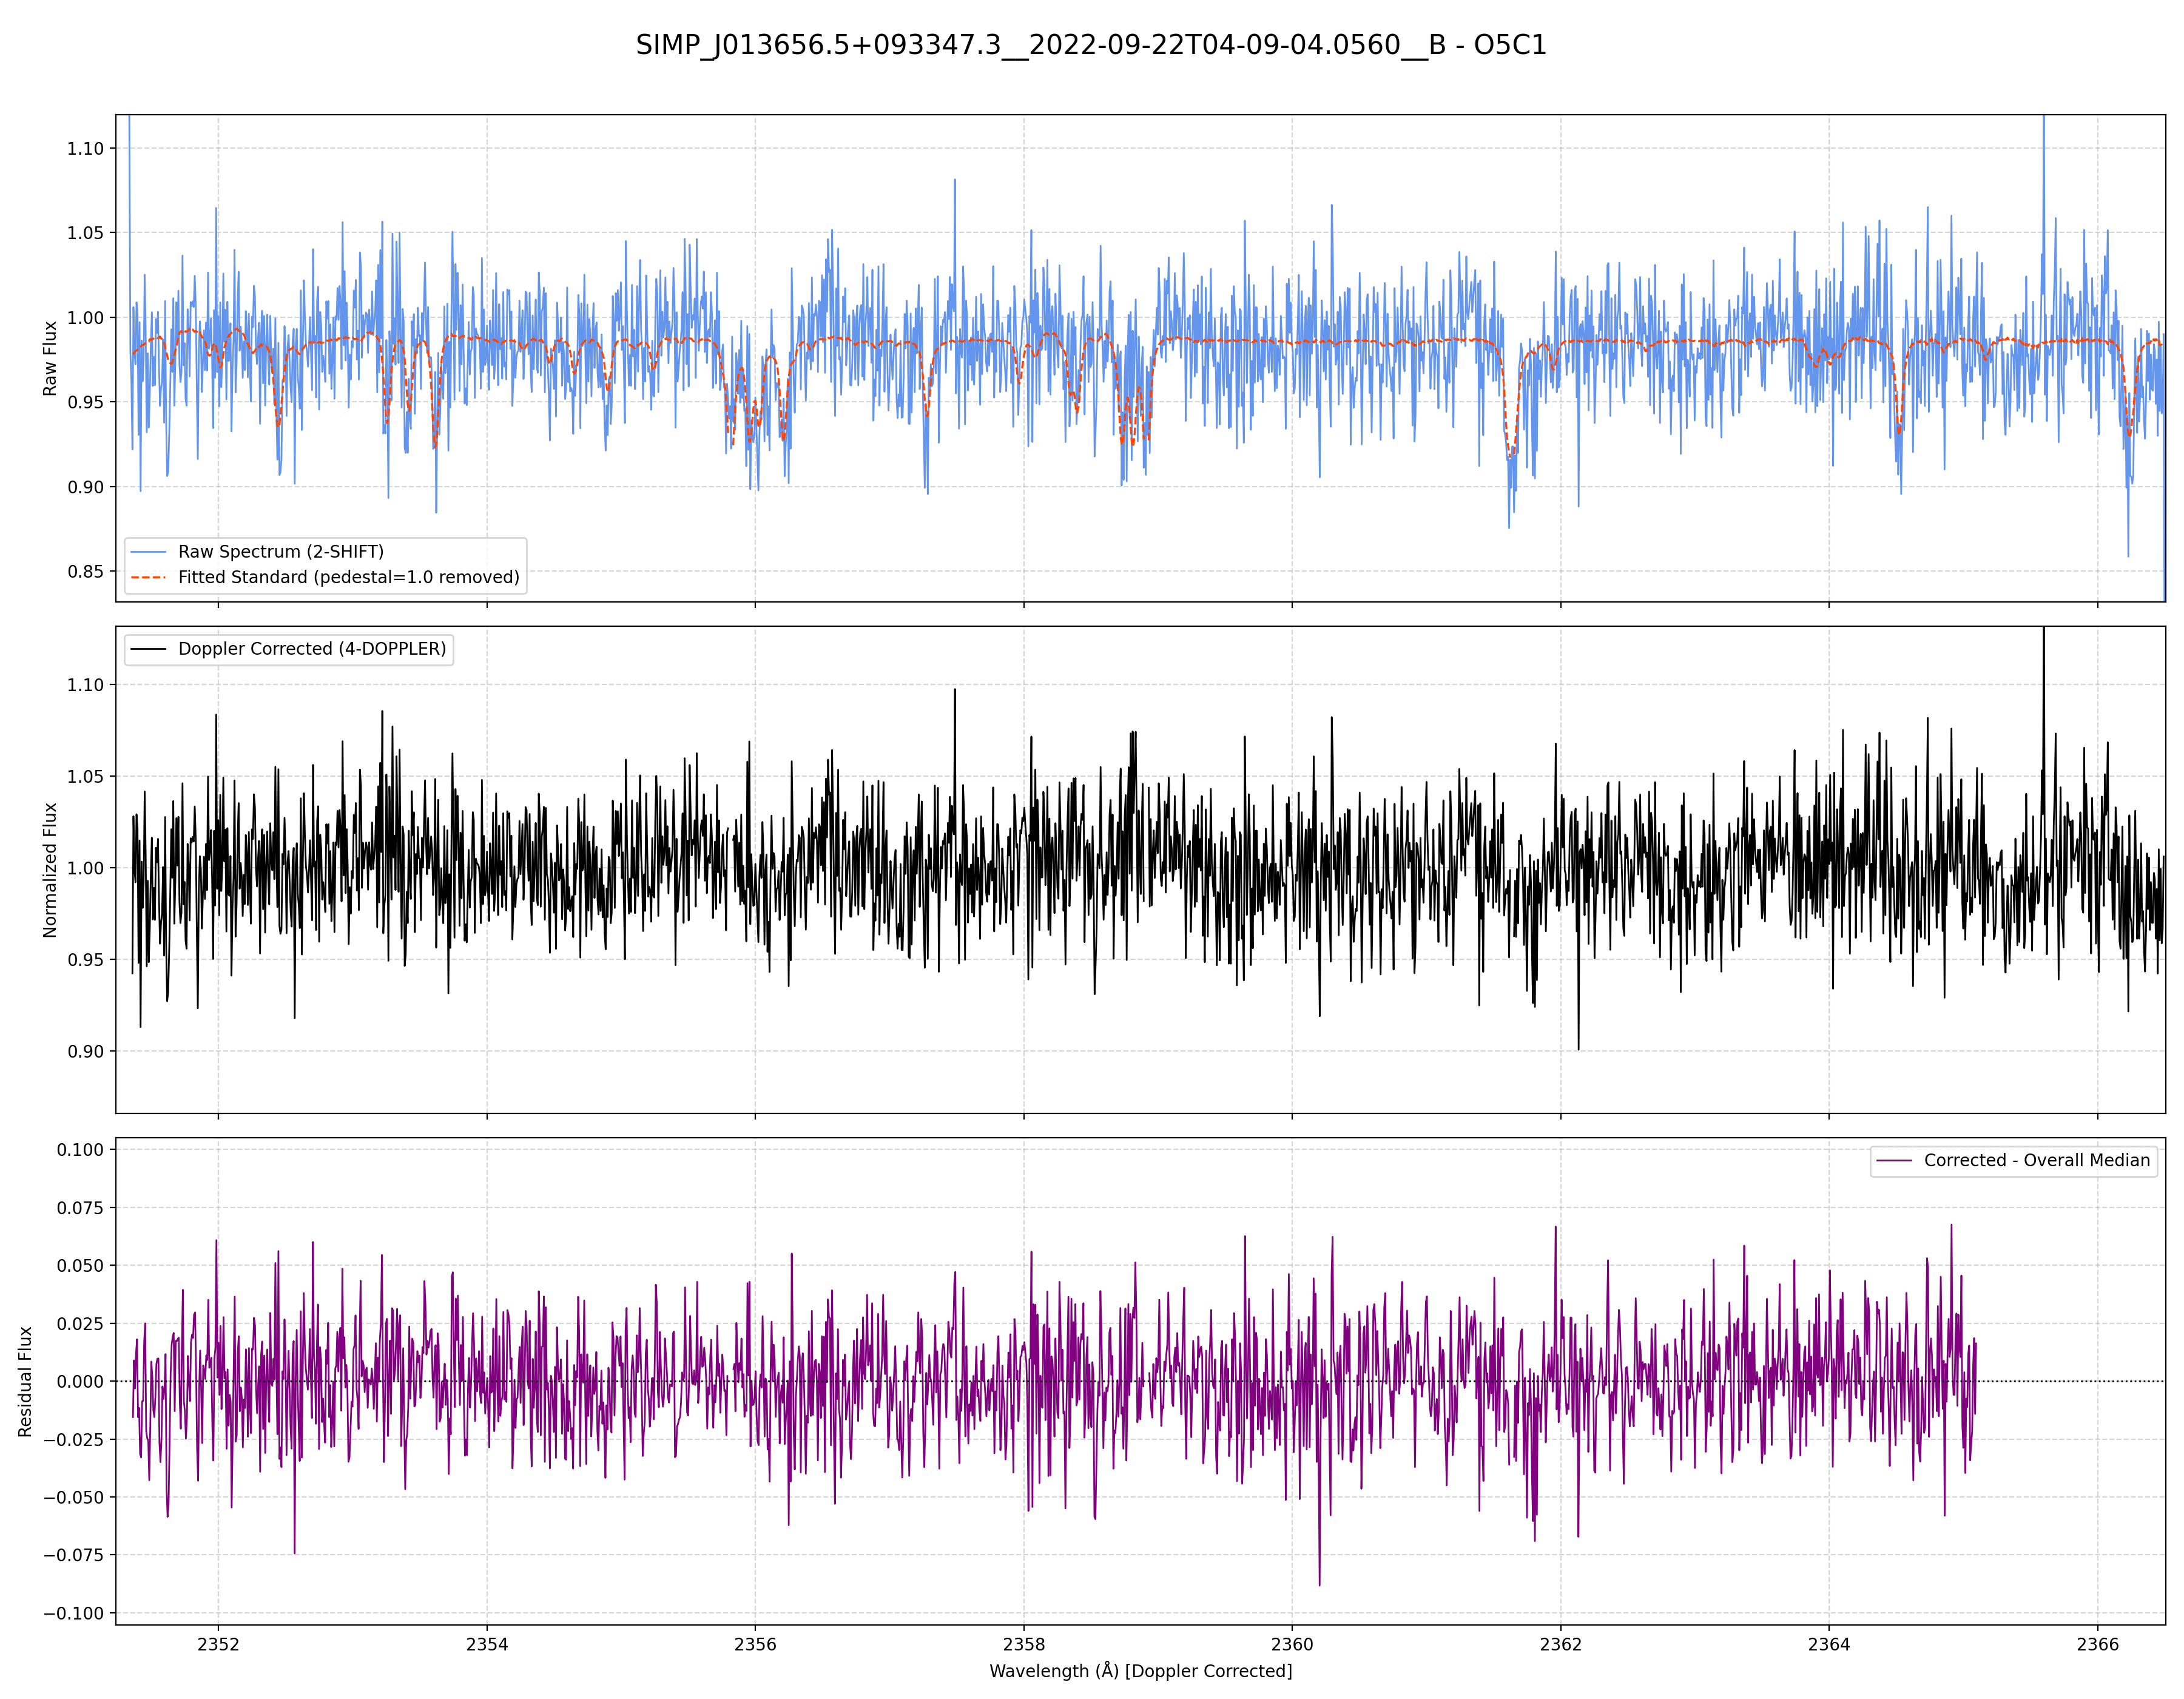 SIMP_J013656.5+093347.3__2022-09-22T04-09-04.0560__B - O5C1
1.10
1.05
1.00
0.95
0.90
0.85
Raw Flux
Raw Spectrum (2-SHIFT)
Fitted Standard (pedestal=1.0 removed)
Doppler Corrected (4-DOPPLER)
1.10
1.05
1.00
0.95
0.90
Normalized Flux
Corrected - Overall Median
0.100
0.075
0.050
0.025
0.000
−0.025
−0.050
−0.075
−0.100
Residual Flux
2352 2354 2356 2358 2360 2362 2364 2366
Wavelength (Å) [Doppler Corrected]